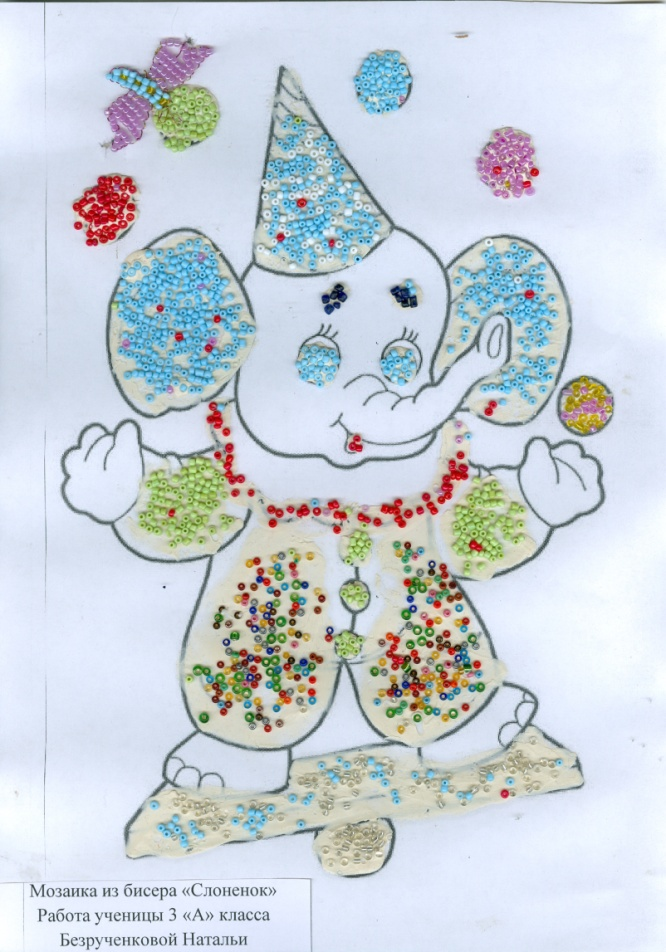 Мозаика из бисера «Слоненок»
Работа ученицы 3 «А» класса
Безрученковой Натальи